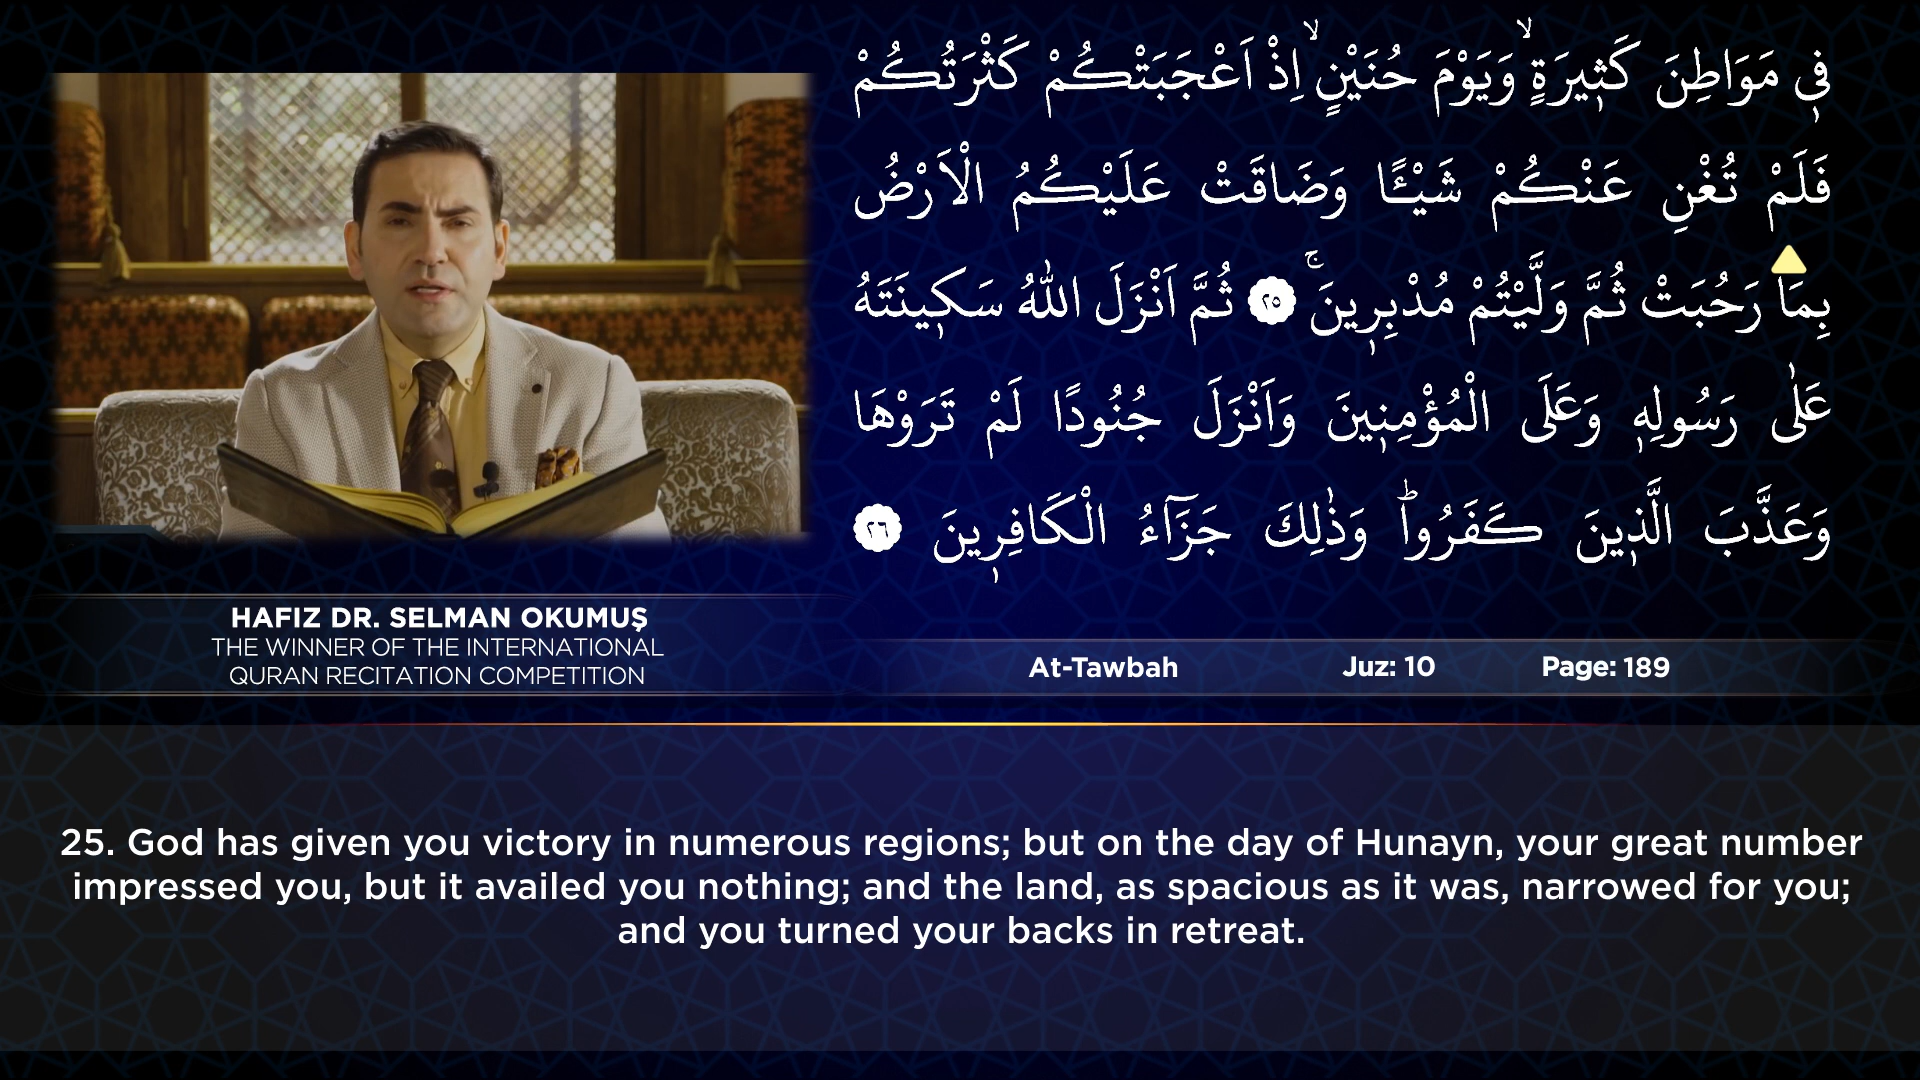 فٖي مَوَاطِنَ كَثٖيرَةٍۙ وَيَوْمَ حُنَيْنٍۙ اِذْ اَعْجَبَتْكُمْ كَثْرَتُكُمْ
فَلَمْ تُغْنِ عَنْكُمْ شَيْـًٔا وَضَاقَتْ عَلَيْكُمُ الْاَرْضُ
بِمَا رَحُبَتْ ثُمَّ وَلَّيْتُمْ مُدْبِرٖينَۚ ٢٥ ثُمَّ اَنْزَلَ اللّٰهُ سَكٖينَتَهُ
عَلٰى رَسُولِهٖ وَعَلَى الْمُؤْمِنٖينَ وَاَنْزَلَ جُنُودًا لَمْ تَرَوْهَا
وَعَذَّبَ الَّذٖينَ كَفَرُواؕ وَذٰلِكَ جَزَٓاءُ الْكَافِرٖينَ ٢٦
HAFIZ DR. SELMAN OKUMUŞ
THE WINNER OF THE INTERNATIONAL
QURAN RECITATION COMPETITION
At-Tawbah Juz: 10 Page: 189
25. God has given you victory in numerous regions; but on the day of Hunayn, your great number
impressed you, but it availed you nothing; and the land, as spacious as it was, narrowed for you;
and you turned your backs in retreat.